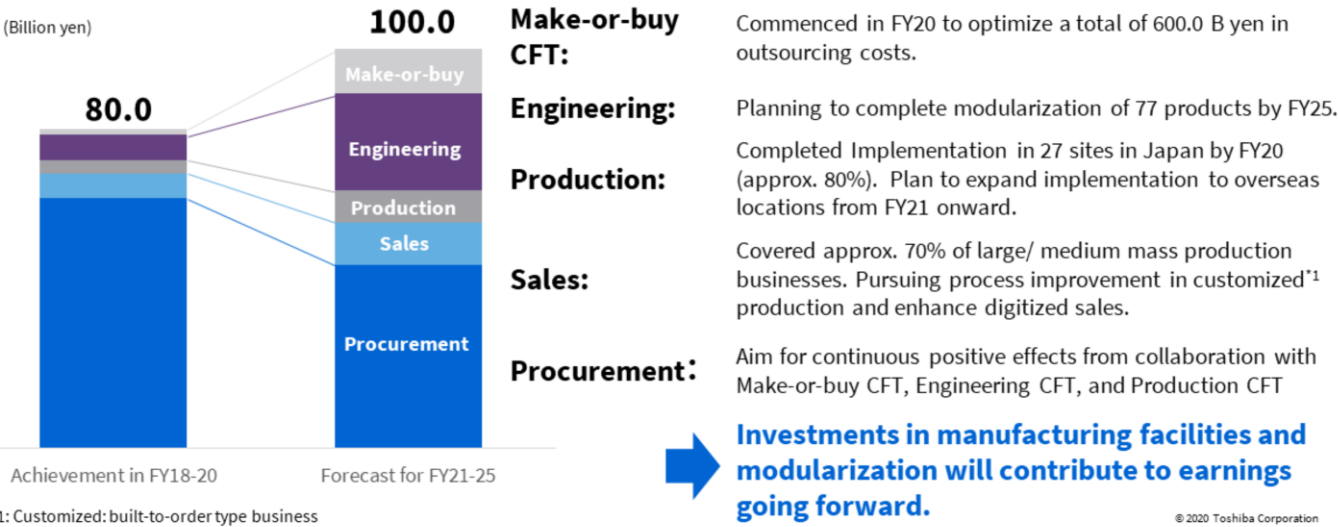 (Billion yen)
80.0
100.0
Make-or-buy
Engineering
Production
Sales
Procurement
Achievement in FY18-20
Forecast for FY21-25
1: Customized: built-to-order type business
Make-or-buy
CFT:
Commenced in FY20 to optimize a total of 600.0 B yen in
outsourcing costs.
Engineering:
Planning to complete modularization of 77 products by FY25.
Production:
Completed Implementation in 27 sites in Japan by FY20
(approx. 80%). Plan to expand implementation to overseas
locations from FY21 onward.
Sales:
Covered approx. 70% of large/ medium mass production
businesses. Pursuing process improvement in customized*1
production and enhance digitized sales.
Procurement:
Aim for continuous positive effects from collaboration with
Make-or-buy CFT, Engineering CFT, and Production CFT
Investments in manufacturing facilities and
modularization will contribute to earnings
going forward.
© 2020 Toshiba Corporation